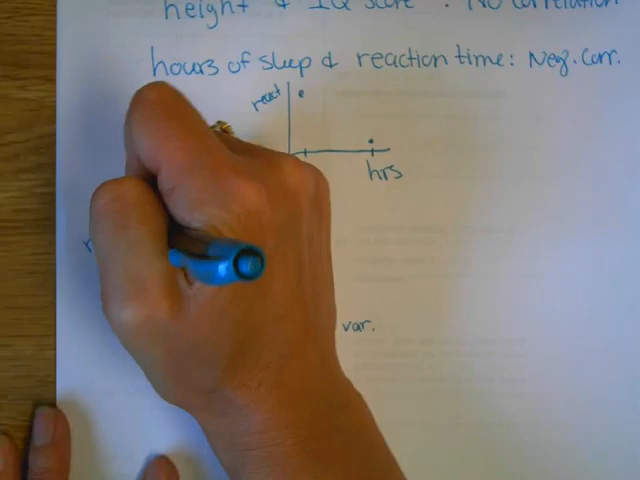 height & IQ score : No correlation
hours of sleep & reaction time: Neg. Corr.
react
hrs
var.